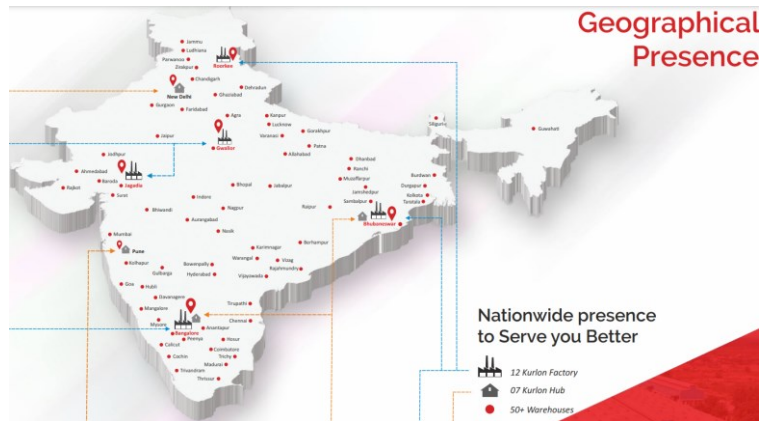 Geographical
Presence
Jammu
Ludhiana
Parwanoo
Zirakpur
Roorkee
Chandigarh
Dehradun
New Delhi
Ghaziabad
Gurgaon
Faridabad
Agra
Kanpur
Lucknow
Jaipur
Varanasi
Gorakhpur
Siliguri
Guwahati
Gwalior
Patna
Allahabad
Jodhpur
Dhanbad
Ahmedabad
Ranchi
Baroda
Jagadia
Muzaffarpur
Burdwan
Rajkot
Bhopal
Jabalpur
Jamshedpur
Durgapur
Surat
Indore
Sambalpur
Kolkata
Bhiwandi
Nagpur
Raipur
Taratala
Aurangabad
Bhubaneswar
Mumbai
Nasik
Pune
Karimnagar
Berhampur
Kolhapur
Bowenpally
Warangal
Vizag
Gulbarga
Rajahmundry
Hyderabad
Vijayawada
Goa
Hubli
Davanagere
Tirupathi
Mangalore
Chennai
Mysore
Anantapur
Bangalore
Peenya
Hosur
Calicut
Coimbatore
Cochin
Trichy
Madurai
Trivandrum
Thrissur
Nationwide presence
to Serve you Better
12 Kurlon Factory
07 Kurlon Hub
50+ Warehouses